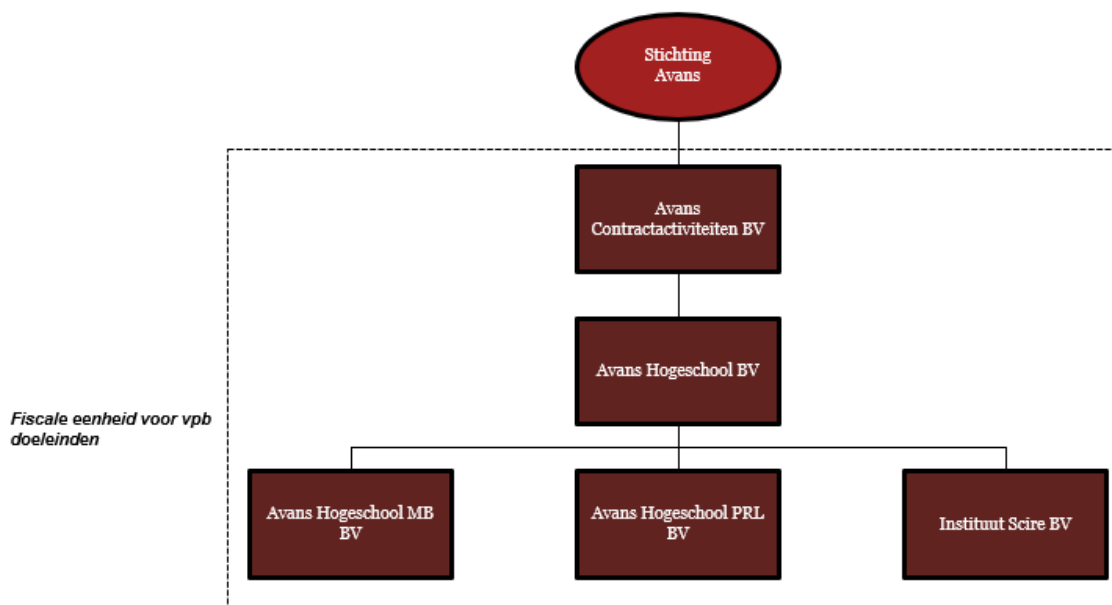 Stichting
Avans
Avans
Contractactiviteiten BV
Avans Hogeschool BV
Fiscale eenheid voor vpb
doeleinden
Avans Hogeschool MB
BV
Avans Hogeschool PRL
BV
Instituut Scire BV